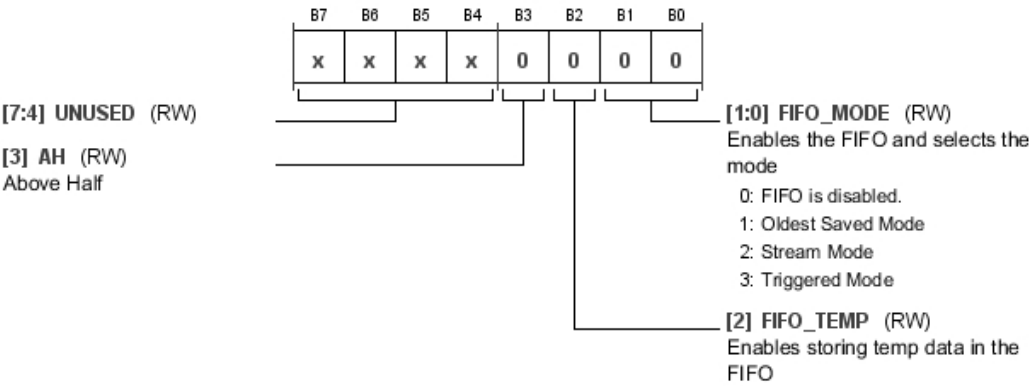 B7 B6 B5 B4 B3 B2 B1 B0
x x x x 0 0 0 0
[7:4] UNUSED (RW)
[3] AH (RW)
Above Half
[1:0] FIFO_MODE (RW)
Enables the FIFO and selects the
mode
0: FIFO is disabled.
1: Oldest Saved Mode
2: Stream Mode
3: Triggered Mode
[2] FIFO_TEMP (RW)
Enables storing temp data in the
FIFO